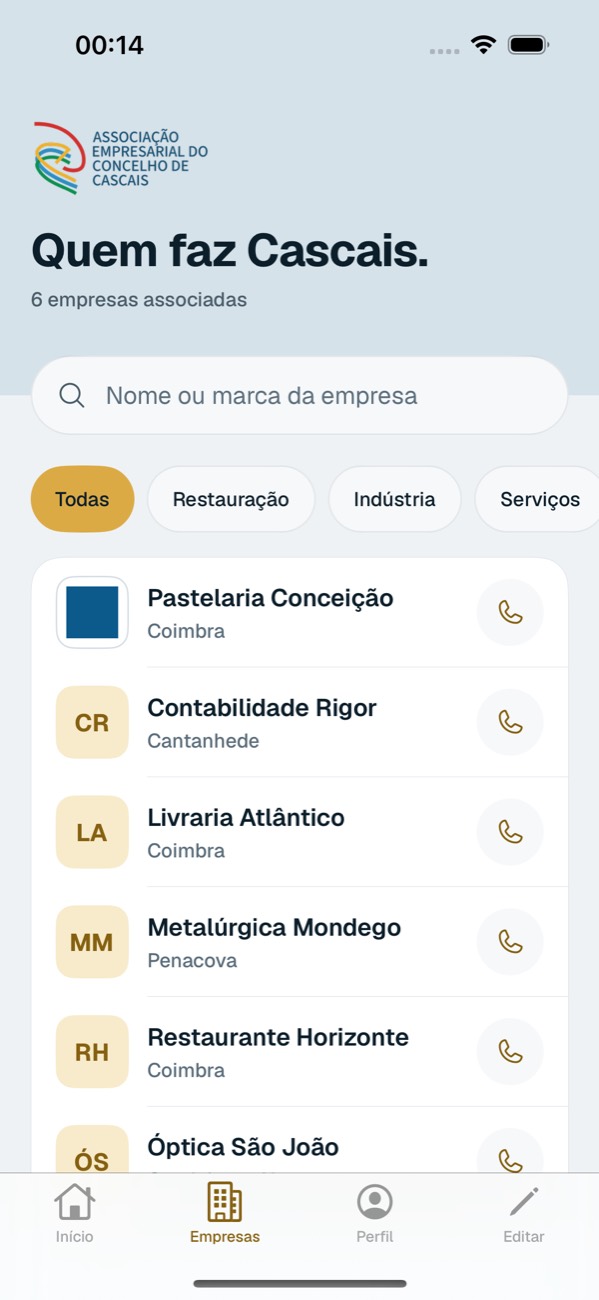 00:14
ASSOCIAÇÃO
EMPRESARIAL DO
CONCELHO DE
CASCAIS
Quem faz Cascais.
6 empresas associadas
Nome ou marca da empresa
Todas
Restauração
Indústria
Serviços
Pastelaria Conceição
Coimbra
CR
Contabilidade Rigor
Cantanhede
LA
Livraria Atlântico
Coimbra
MM
Metalúrgica Mondego
Penacova
RH
Restaurante Horizonte
Coimbra
ÓS
Óptica São João
Início
Empresas
Perfil
Editar